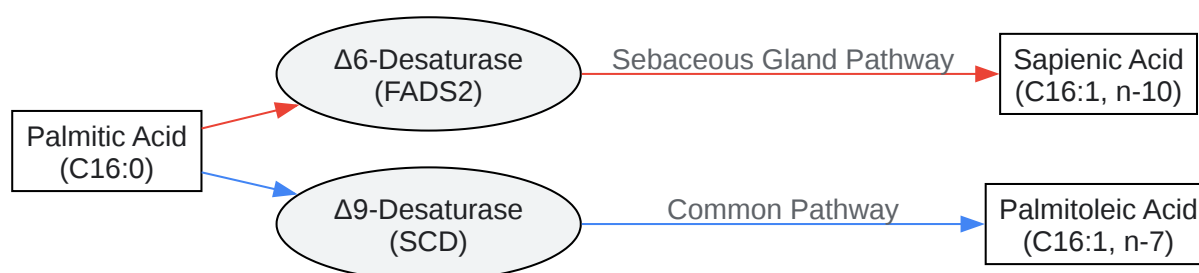 Palmitic Acid
(C16:0)
Δ6-Desaturase
(FADS2)
Sebaceous Gland Pathway
Sapienic Acid
(C16:1, n-10)
Δ9-Desaturase
(SCD)
Common Pathway
Palmitoleic Acid
(C16:1, n-7)